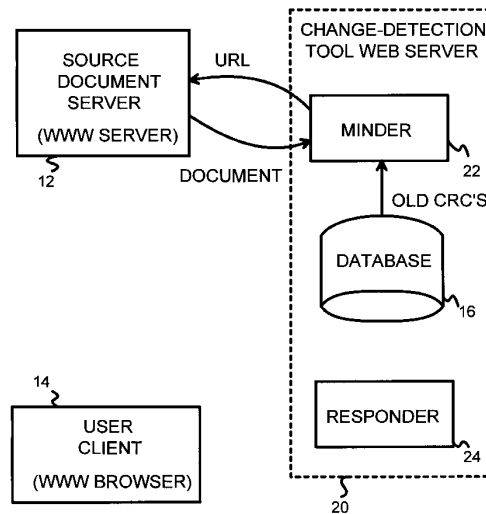 SOURCE
DOCUMENT
SERVER
(WWW SERVER)
12
URL
DOCUMENT
CHANGE-DETECTION
TOOL WEB SERVER
MINDER
22
OLD CRC'S
DATABASE
16
RESPONDER
24
20
14
USER
CLIENT
(WWW BROWSER)